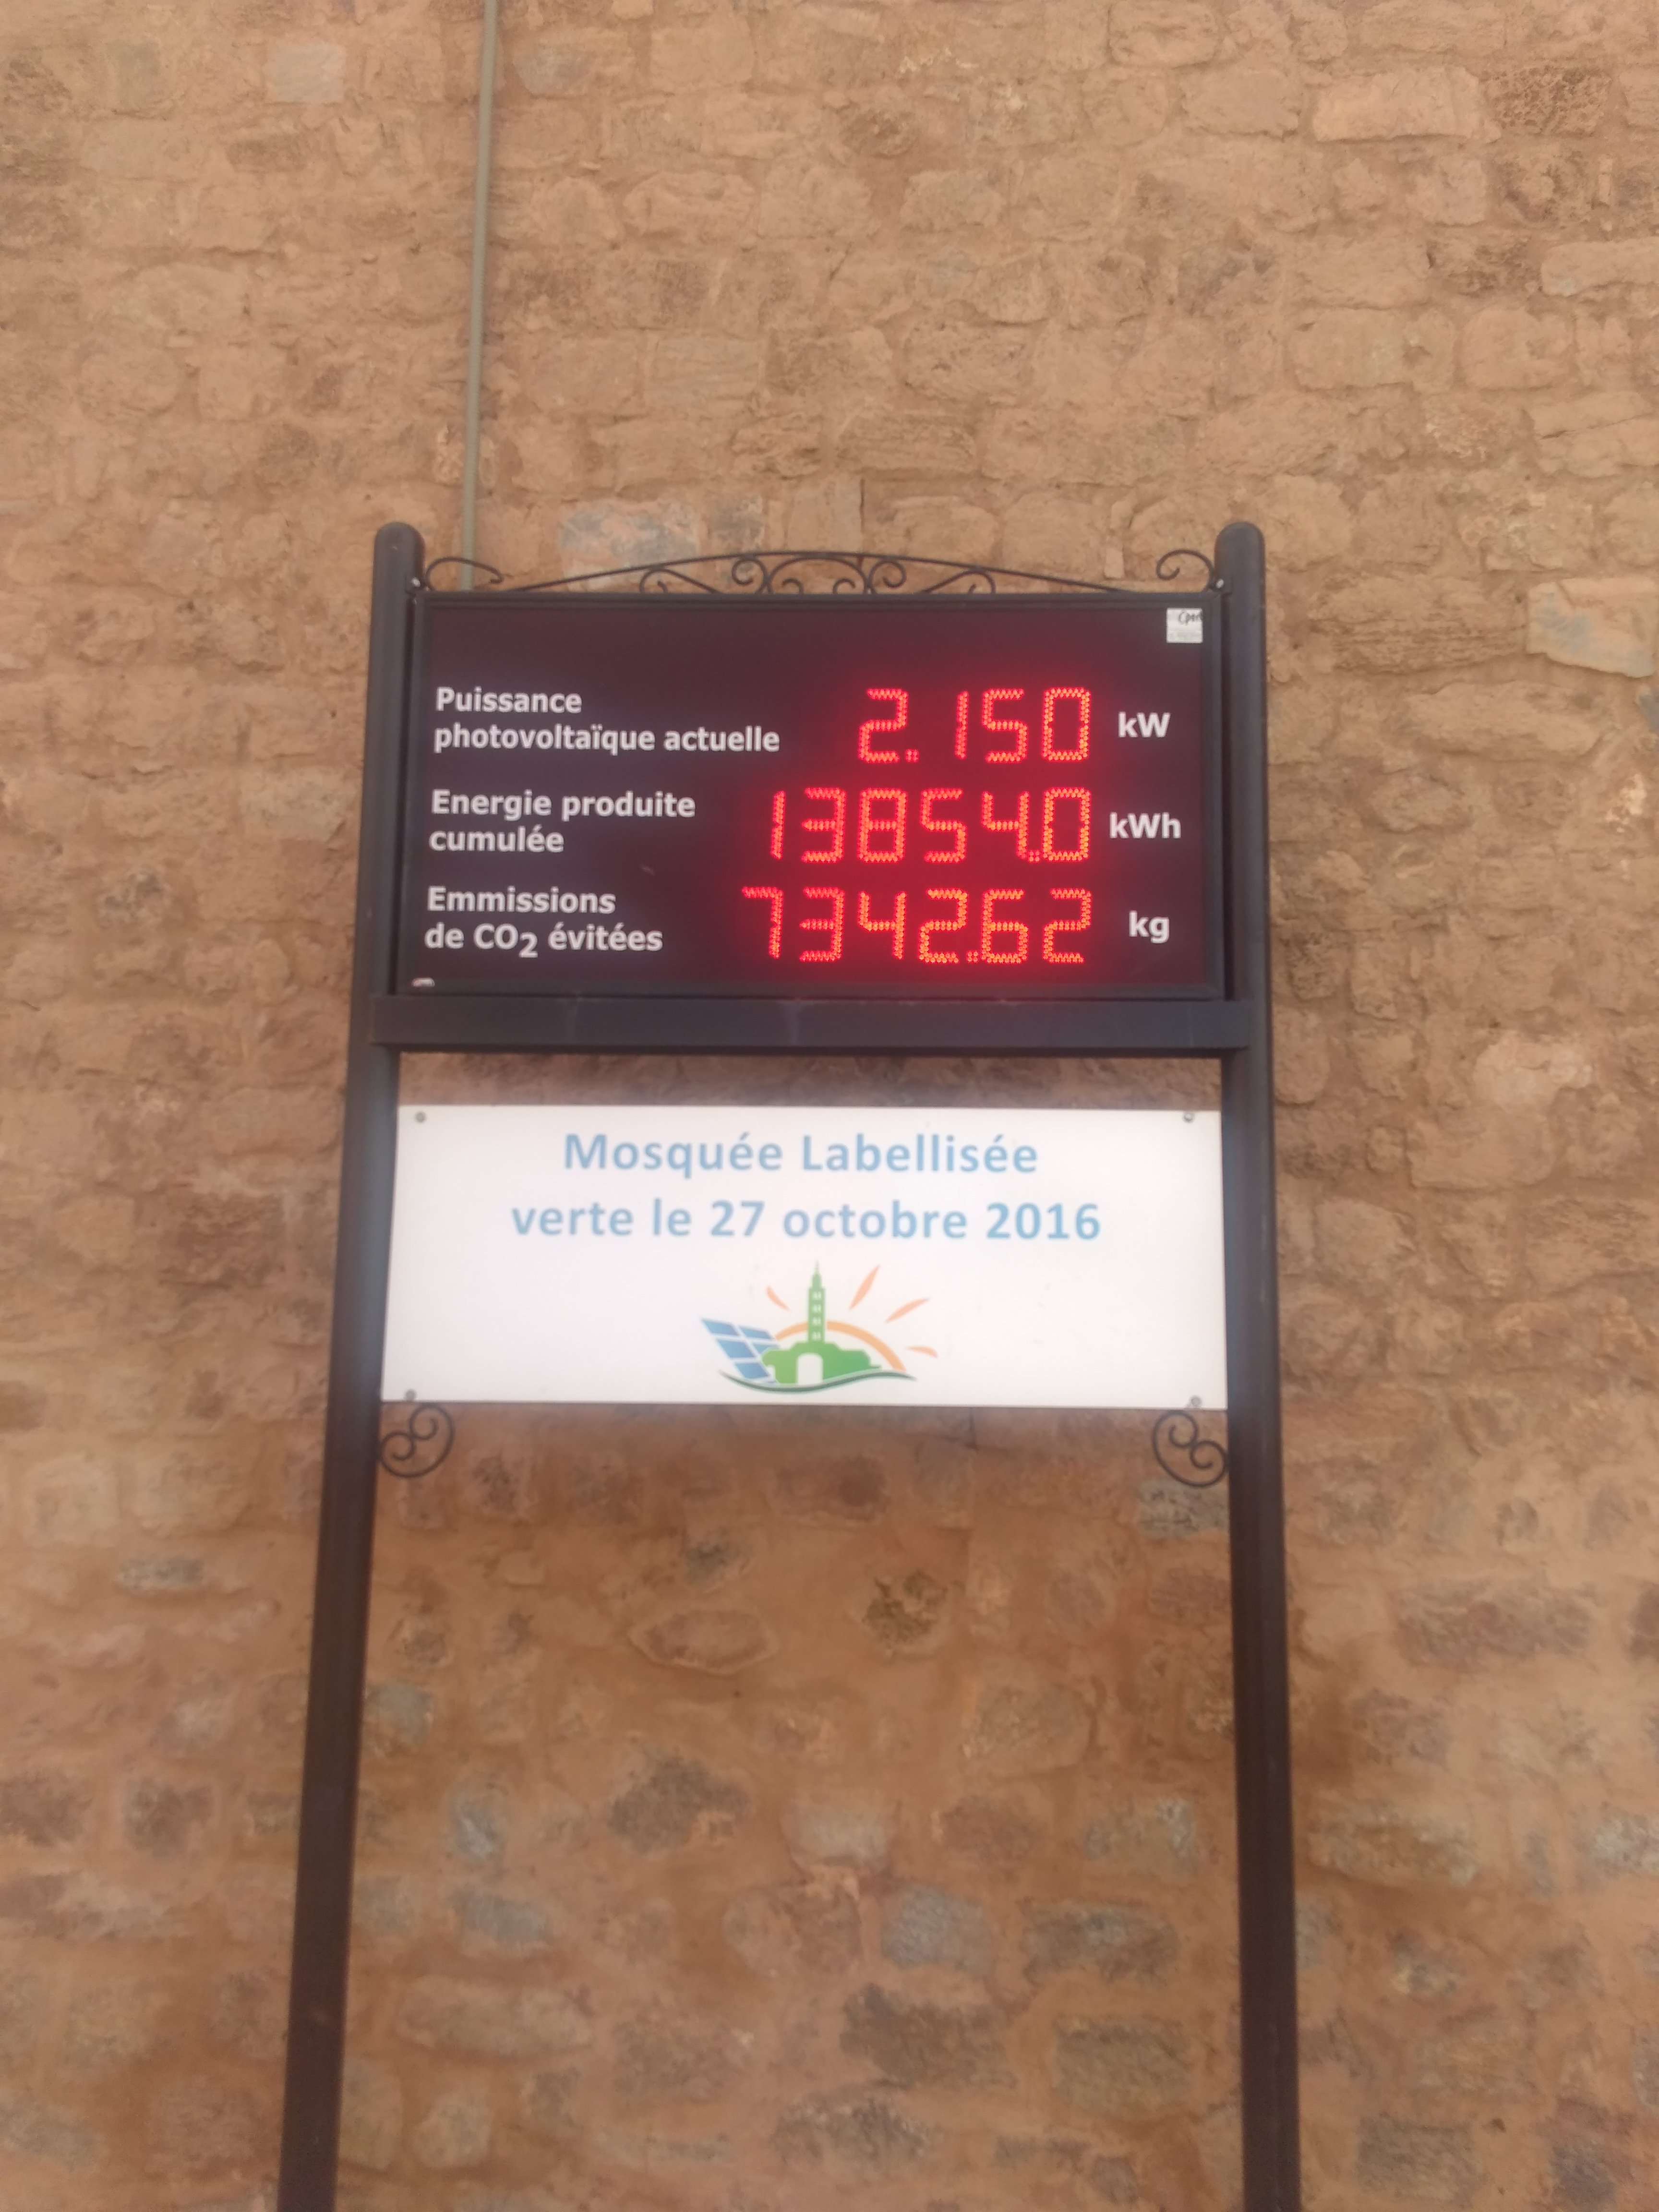 Puissance
photovoltaïque actuelle 2.150 kW
Energie produite
cumulée 13854.0 kWh
Emmissions
de CO2 évitées 7342.62 kg
Mosquée Labellisée
verte le 27 octobre 2016